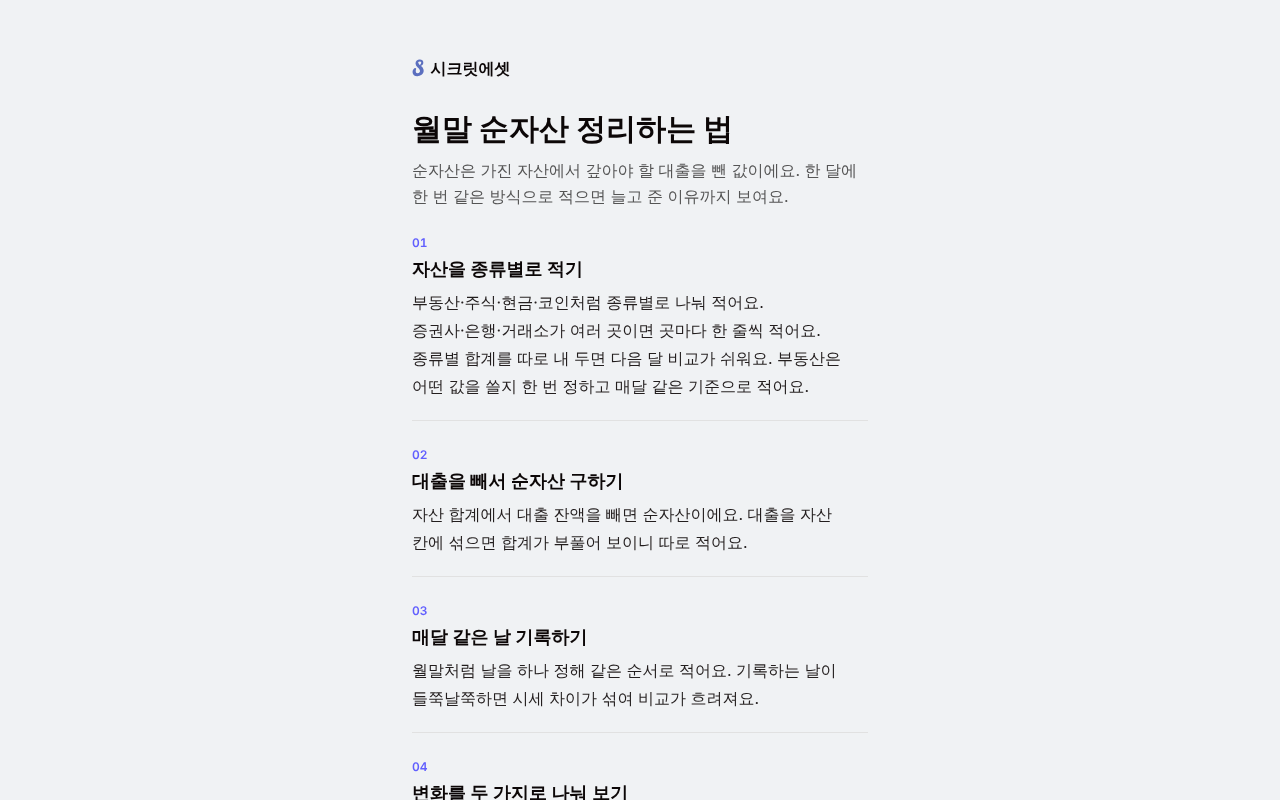 S 시크릿에셋
월말 순자산 정리하는 법
순자산은 가진 자산에서 갚아야 할 대출을 뺀 값이에요. 한 달에
한 번 같은 방식으로 적으면 늘고 준 이유까지 보여요.
01
자산을 종류별로 적기
부동산·주식·현금·코인처럼 종류별로 나눠 적어요.
증권사·은행·거래소가 여러 곳이면 곳마다 한 줄씩 적어요.
종류별 합계를 따로 내 두면 다음 달 비교가 쉬워요. 부동산은
어떤 값을 쓸지 한 번 정하고 매달 같은 기준으로 적어요.
02
대출을 빼서 순자산 구하기
자산 합계에서 대출 잔액을 빼면 순자산이에요. 대출을 자산
칸에 섞으면 합계가 부풀어 보이니 따로 적어요.
03
매달 같은 날 기록하기
월말처럼 날을 하나 정해 같은 순서로 적어요. 기록하는 날이
들쭉날쭉하면 시세 차이가 섞여 비교가 흐려져요.
04
변화를 두 가지로 나눠 보기